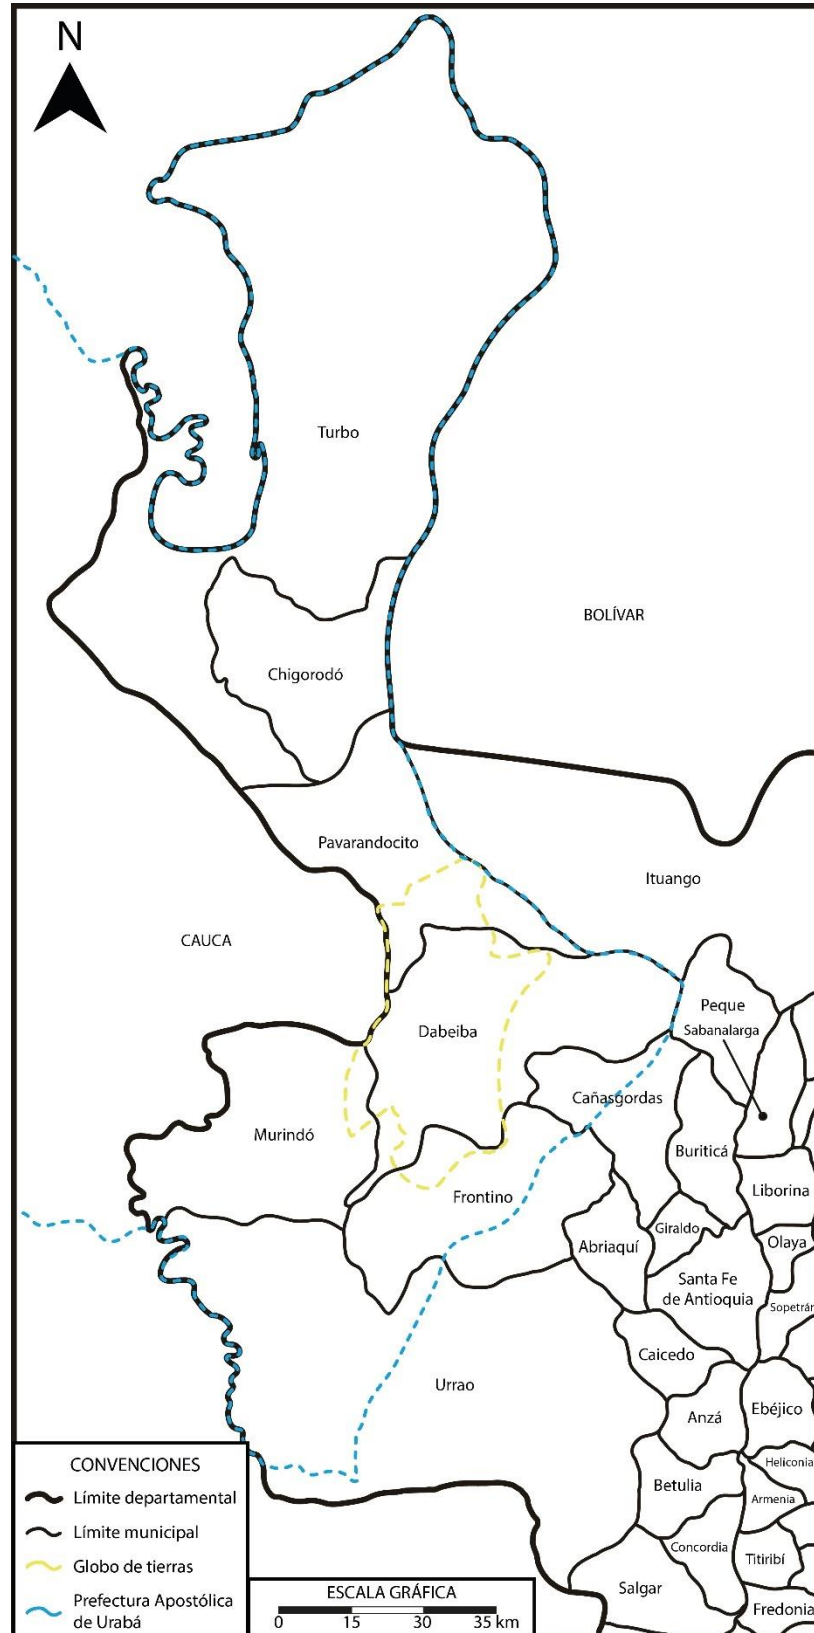 N
Turbo
BOLÍVAR
Chigorodó
Pavarandocito
Ituango
CAUCA
Peque
Sabanalarga
Dabeiba
Cañasgordas
Murindó
Buriticá
Frontino
Liborina
Giraldo
Abriaquí
Olaya
Santa Fe
de Antioquia
Sopetrán
Caicedo
Urrao
Anzá
Ebéjico
Heliconia
Betulia
Armenia
Concordia
Titiribí
Salgar
Fredonia
CONVENCIONES
Límite departamental
Límite municipal
Globo de tierras
Prefectura Apostólica
de Urabá
ESCALA GRÁFICA
0 15 30 35 km